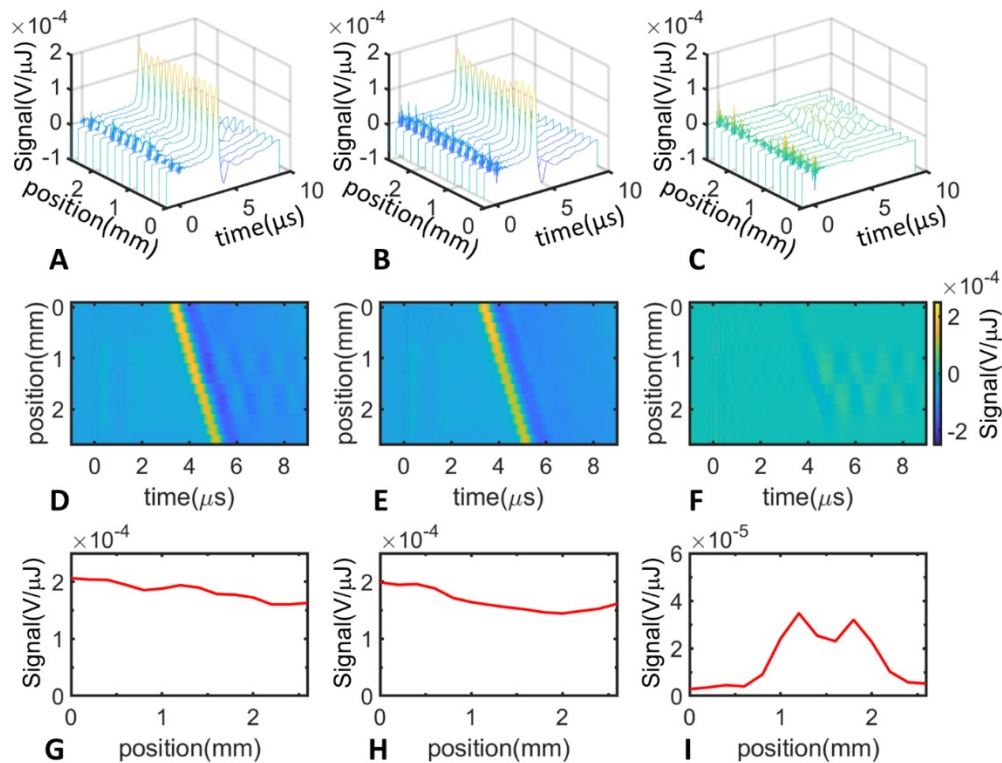 ×10⁻⁴ ×10⁻⁴ ×10⁻⁴
Signal(V/μJ) 2 1 0 -1 Signal(V/μJ) 2 1 0 -1 Signal(V/μJ) 2 1 0 -1
position(mm) 2 1 0 0 5 10 time(μs) position(mm) 2 1 0 0 5 10 time(μs) position(mm) 2 1 0 0 5 10 time(μs)
A B C
×10⁻⁴
position(mm) 0 1 2 position(mm) 0 1 2 position(mm) 0 1 2 2 0 -2 Signal(V/μJ)
0 2 4 6 8 0 2 4 6 8 0 2 4 6 8
D time(μs) E time(μs) F time(μs)
×10⁻⁴ ×10⁻⁴ ×10⁻⁵
Signal(V/μJ) 2 1 0 Signal(V/μJ) 2 1 0 Signal(V/μJ) 6 4 2 0
0 1 2 0 1 2 0 1 2
G position(mm) H position(mm) I position(mm)